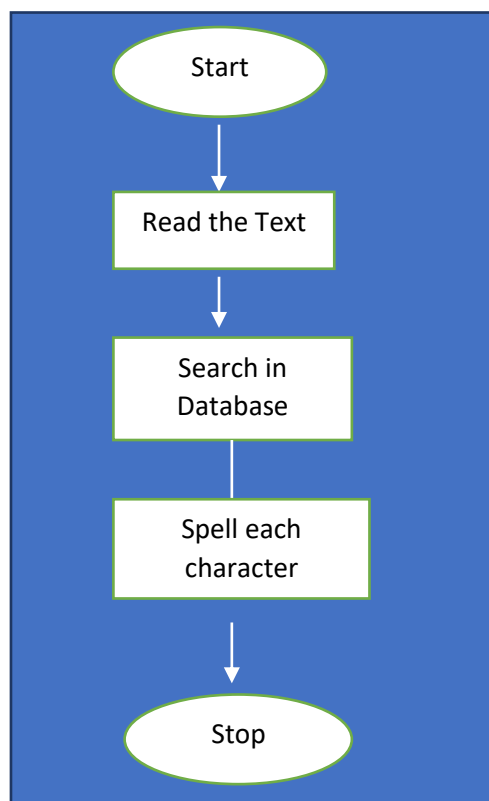 Start
Read the Text
Search in
Database
Spell each
character
Stop